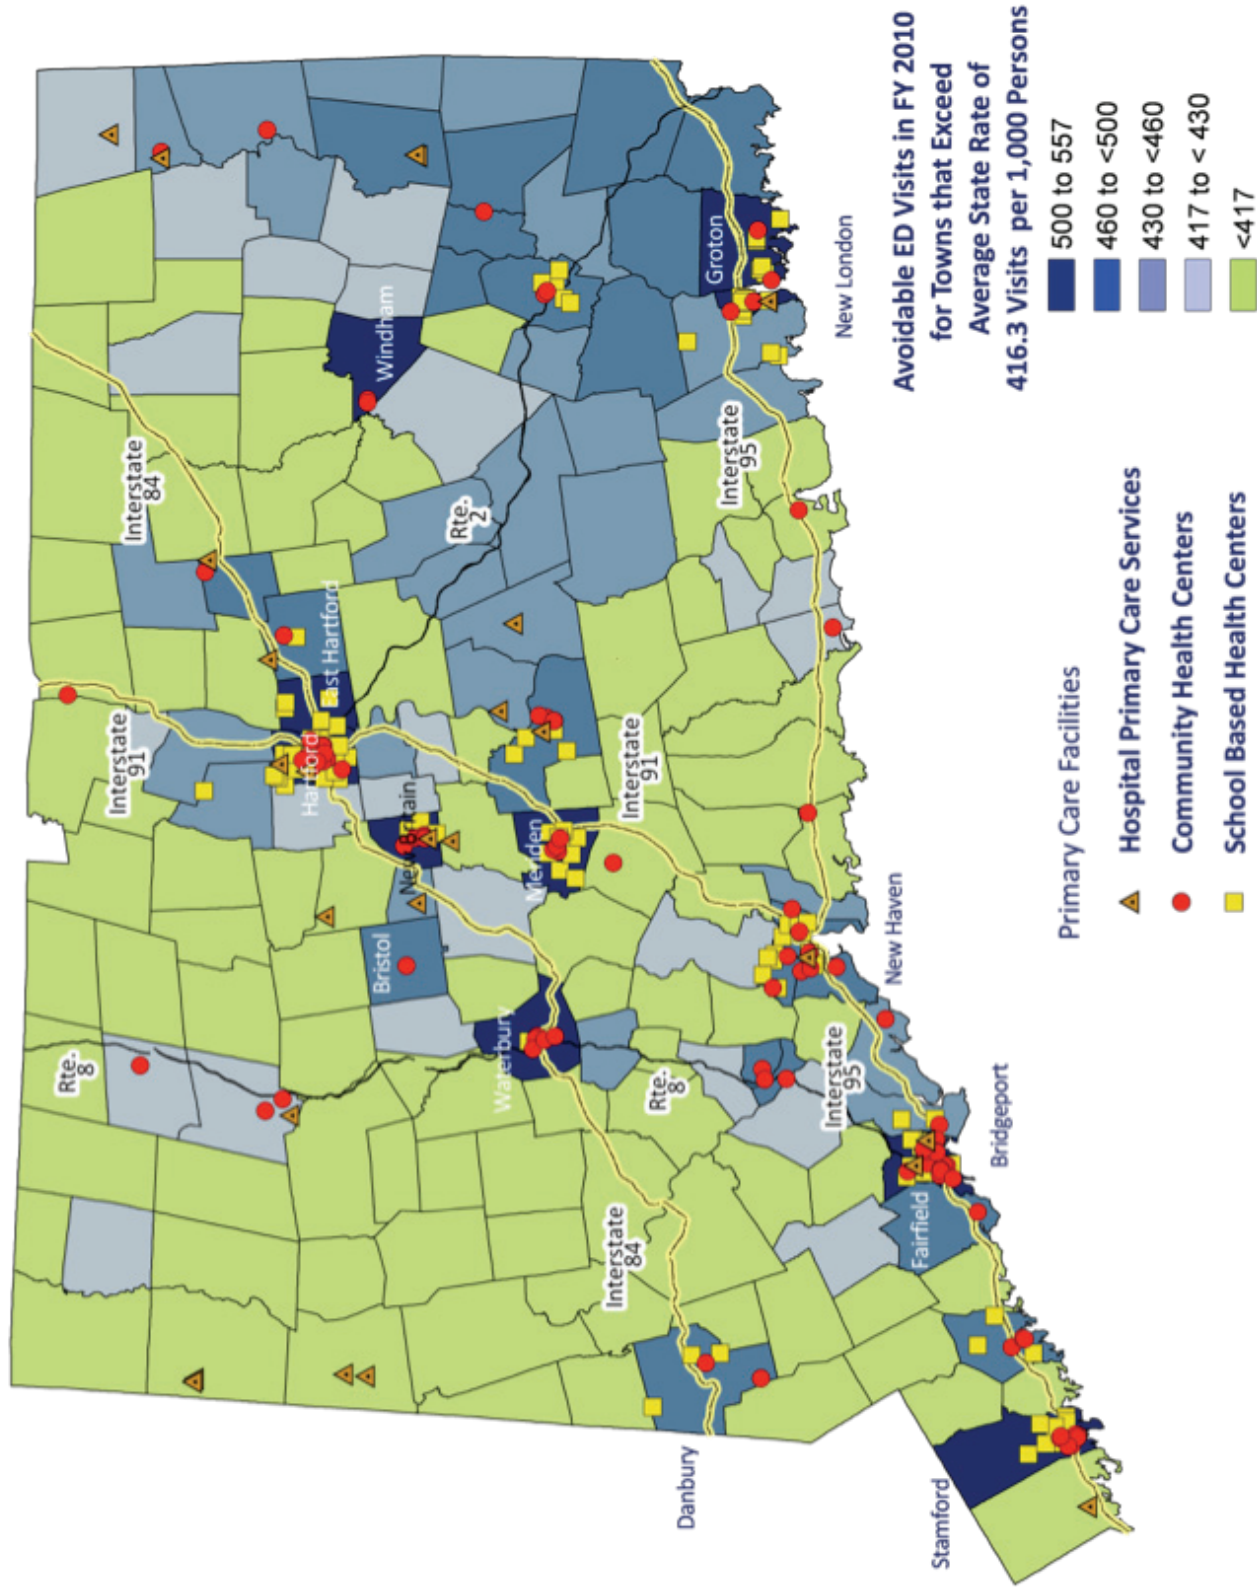 Rte.
8
Interstate
91
Interstate
84
Bristol
Hartford
East Hartford
Windham
New Britain
Waterbury
Meriden
Rte.
2
Interstate
84
Rte.
8
Interstate
91
Interstate
95
Groton
Danbury
Interstate
95
New London
Fairfield
New Haven
Stamford
Bridgeport
Avoidable ED Visits in FY 2010
for Towns that Exceed
Average State Rate of
416.3 Visits per 1,000 Persons
500 to 557
460 to <500
430 to <460
417 to < 430
<417
Primary Care Facilities
Hospital Primary Care Services
Community Health Centers
School Based Health Centers